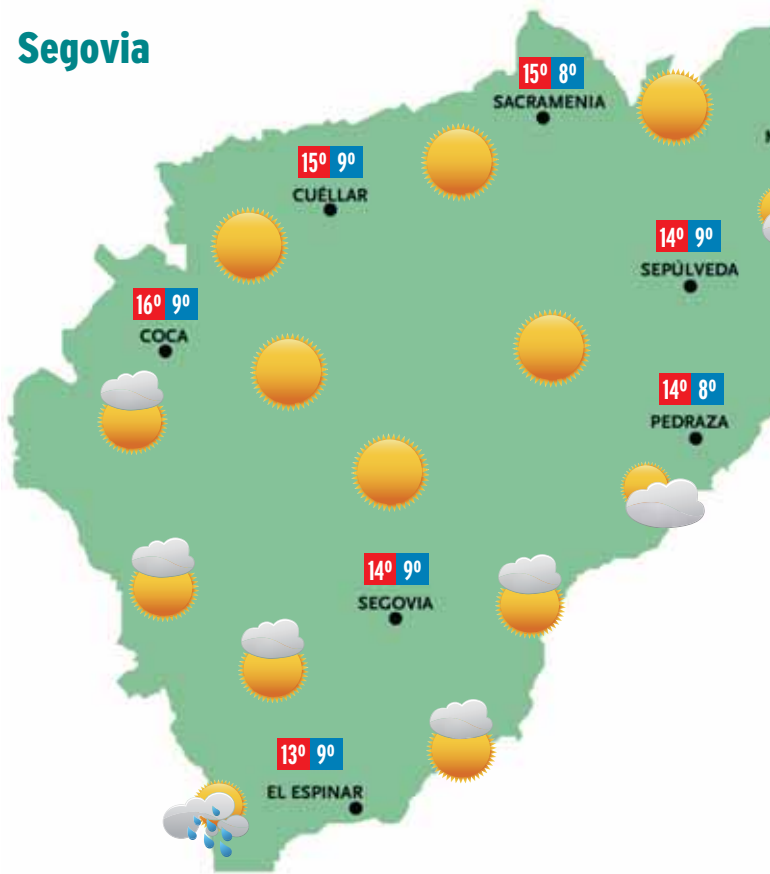 Segovia
15º 8º
SACRAMENIA
15º 9º
CUÉLLAR
14º 9º
SEPÚLVEDA
16º 9º
COCA
14º 8º
PEDRAZA
14º 9º
SEGOVIA
13º 9º
EL ESPINAR